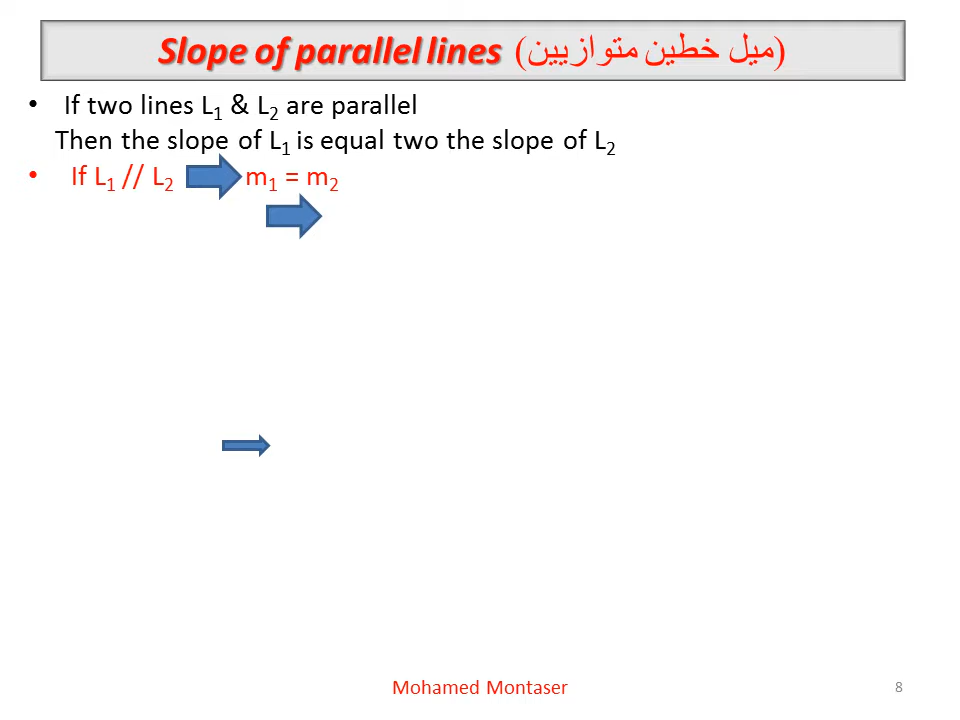 Slope of parallel lines (ميل خطين متوازيين)
• If two lines L₁ & L₂ are parallel
Then the slope of L₁ is equal two the slope of L₂
• If L₁ // L₂ m₁ = m₂
Mohamed Montaser
8